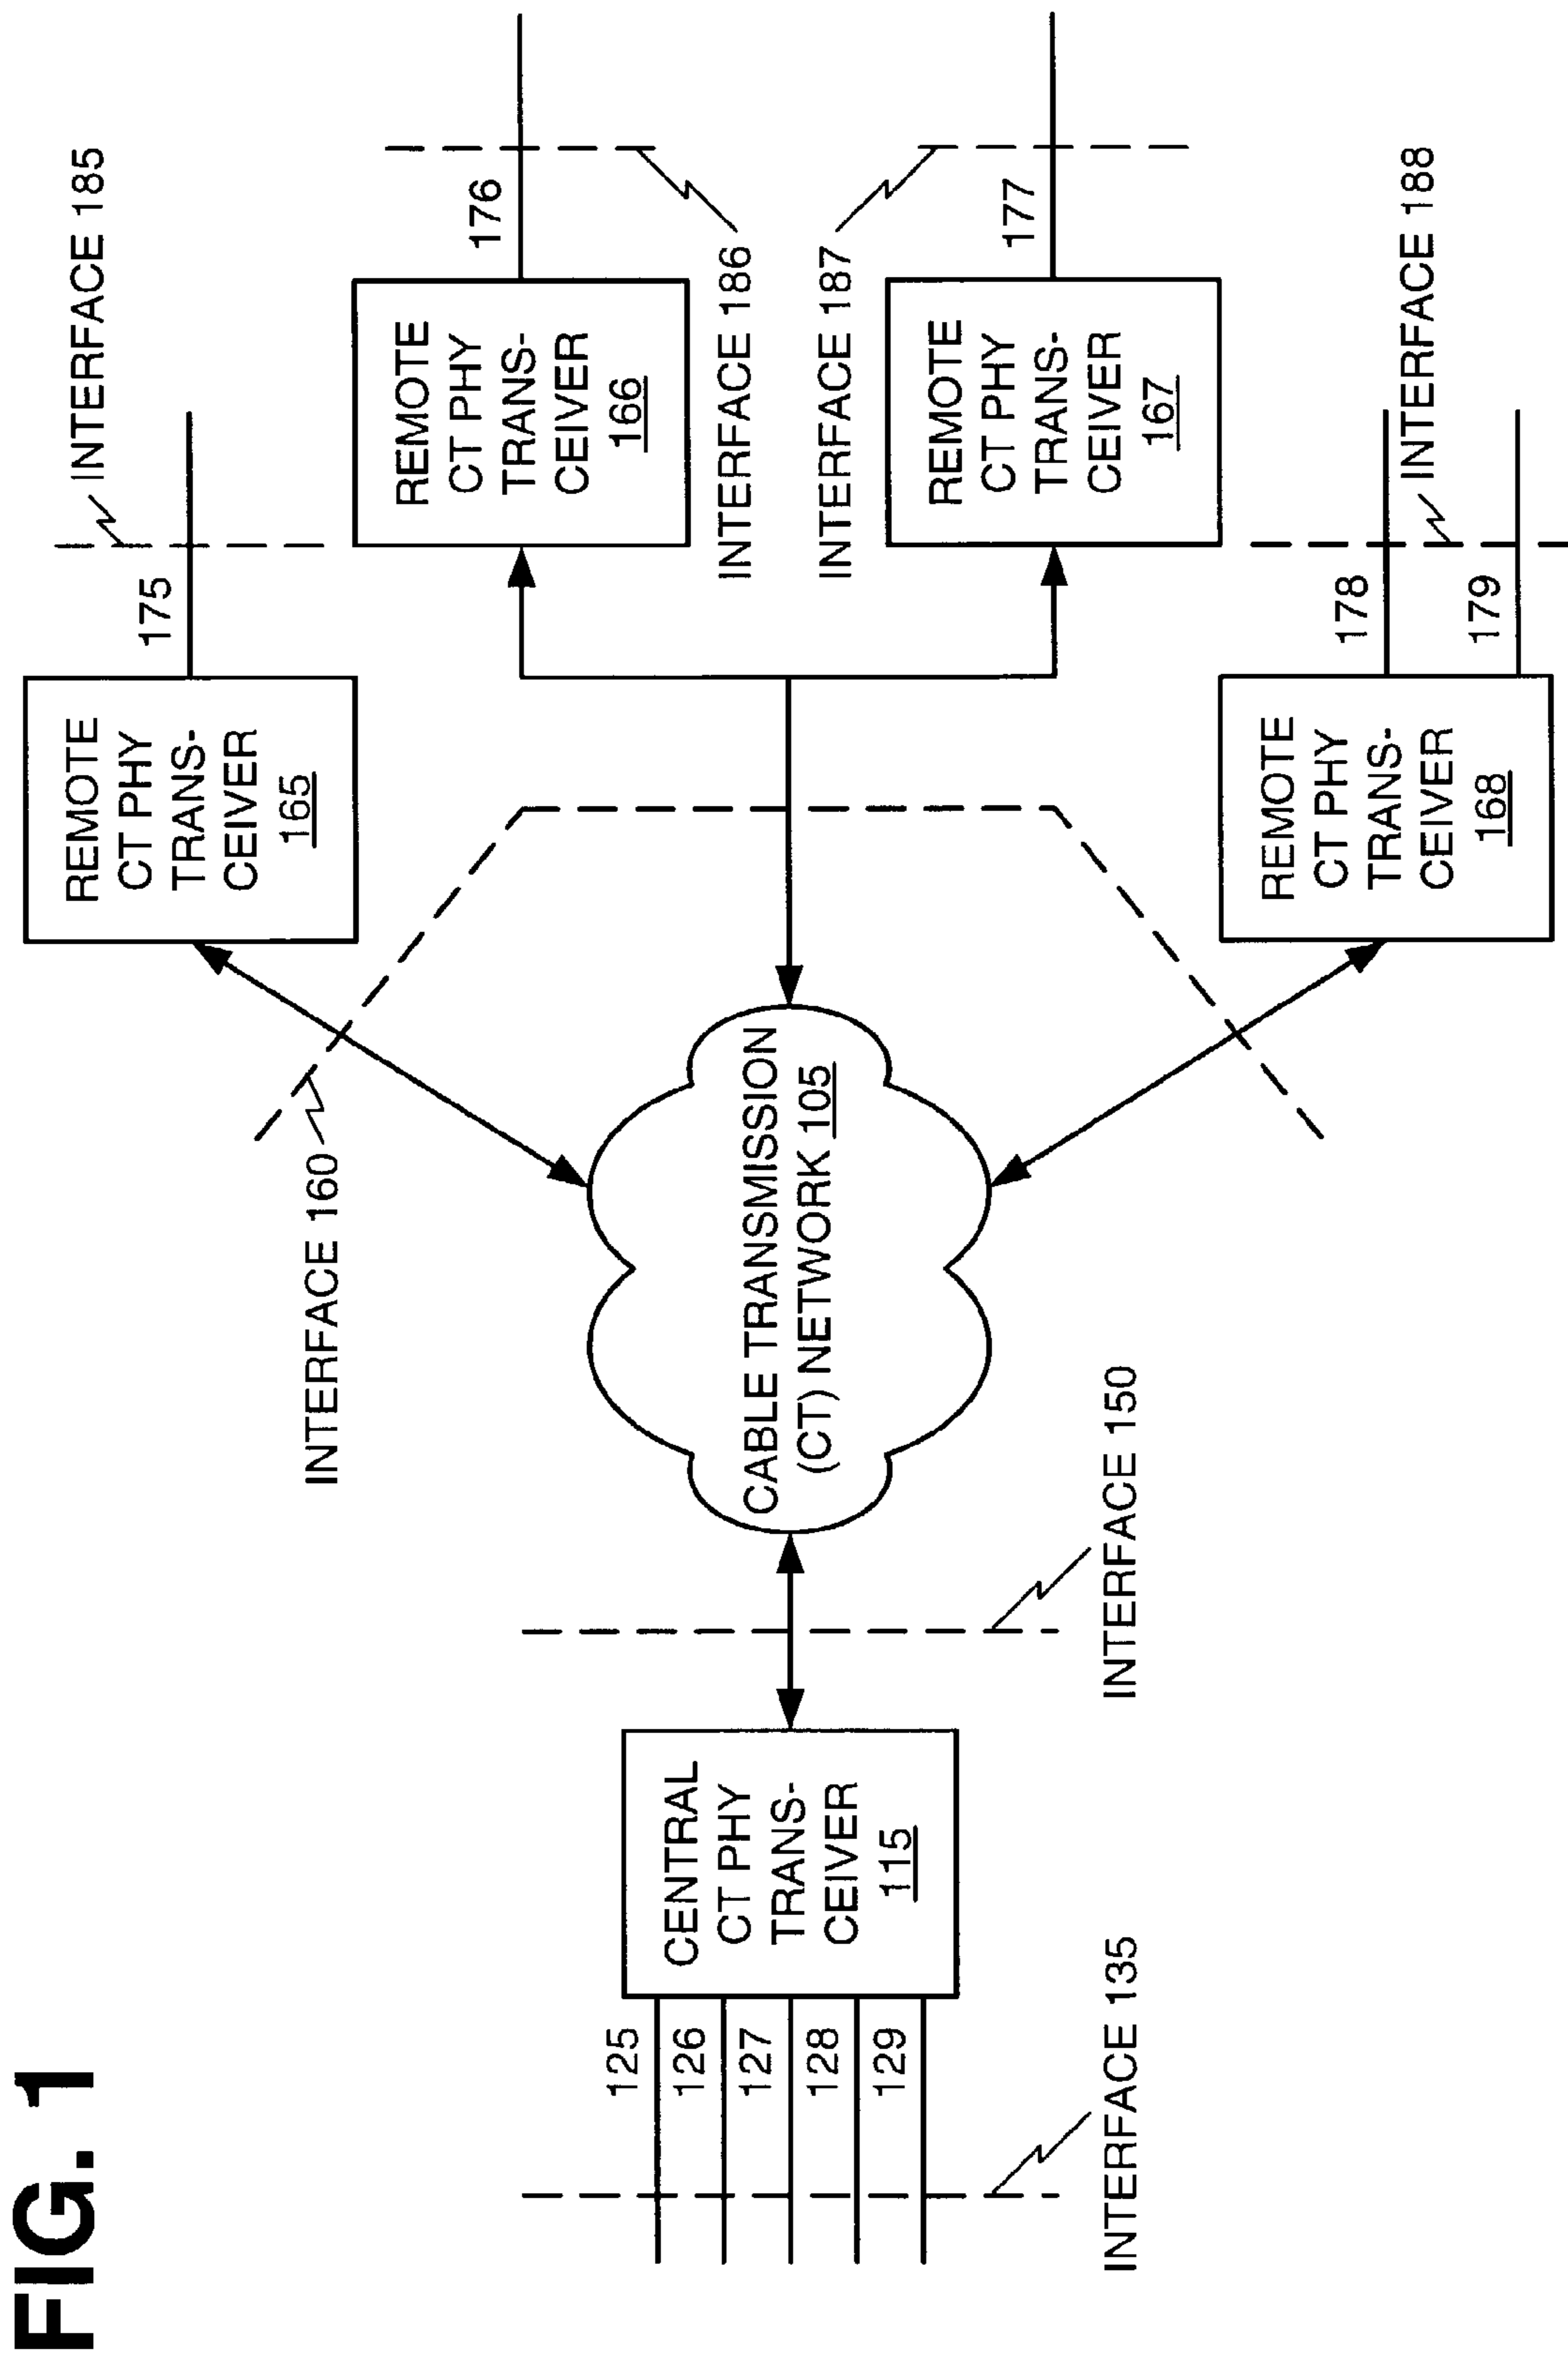 FIG. 1
INTERFACE 135
125
126
127
128
129
CENTRAL
CT PHY
TRANS-
CEIVER
115
INTERFACE 150
CABLE TRANSMISSION
(CT) NETWORK 105
INTERFACE 160
REMOTE
CT PHY
TRANS-
CEIVER
165
175
INTERFACE 185
REMOTE
CT PHY
TRANS-
CEIVER
166
176
INTERFACE 186
INTERFACE 187
REMOTE
CT PHY
TRANS-
CEIVER
167
177
REMOTE
CT PHY
TRANS-
CEIVER
168
178
179
INTERFACE 188